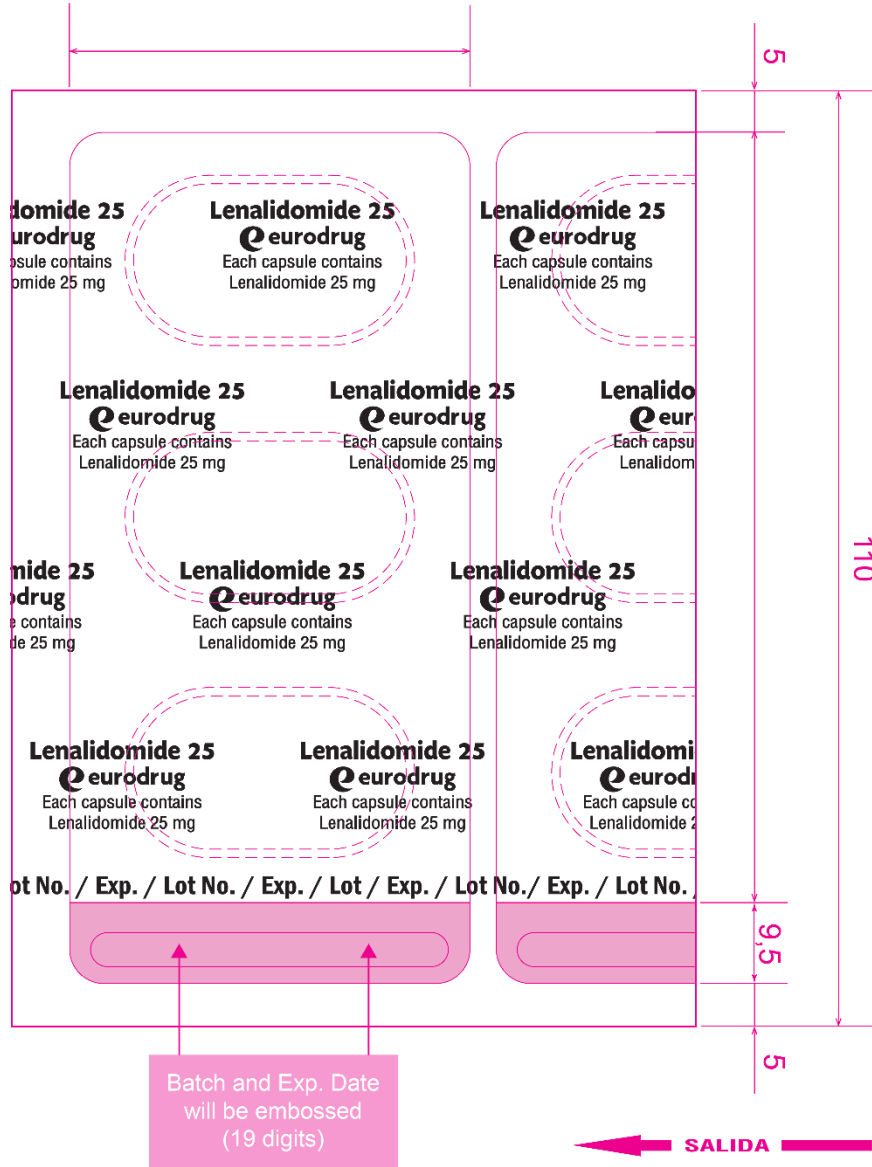 5
domide 25
urodrug
psule contains
omide 25 mg
Lenalidomide 25
eurodrug
Each capsule contains
Lenalidomide 25 mg
Lenalidomide 25
eurodrug
Each capsule contains
Lenalidomide 25 mg
Lenalidomide 25
eurodrug
Each capsule contains
Lenalidomide 25 mg
Lenalidomide 25
eurodrug
Each capsule contains
Lenalidomide 25 mg
Lenalido
eur
Each capsu
Lenalidom
110
mide 25
odrug
e contains
de 25 mg
Lenalidomide 25
eurodrug
Each capsule contains
Lenalidomide 25 mg
Lenalidomide 25
eurodrug
Each capsule contains
Lenalidomide 25 mg
Lenalidomide 25
eurodrug
Each capsule contains
Lenalidomide 25 mg
Lenalidomide 25
eurodrug
Each capsule contains
Lenalidomide 25 mg
Lenalidomi
eurod
Each capsule co
Lenalidomide 2
ot No. / Exp. / Lot No. / Exp. / Lot / Exp. / Lot No./ Exp. / Lot No. /
9,5
5
Batch and Exp. Date
will be embossed
(19 digits)
SALIDA